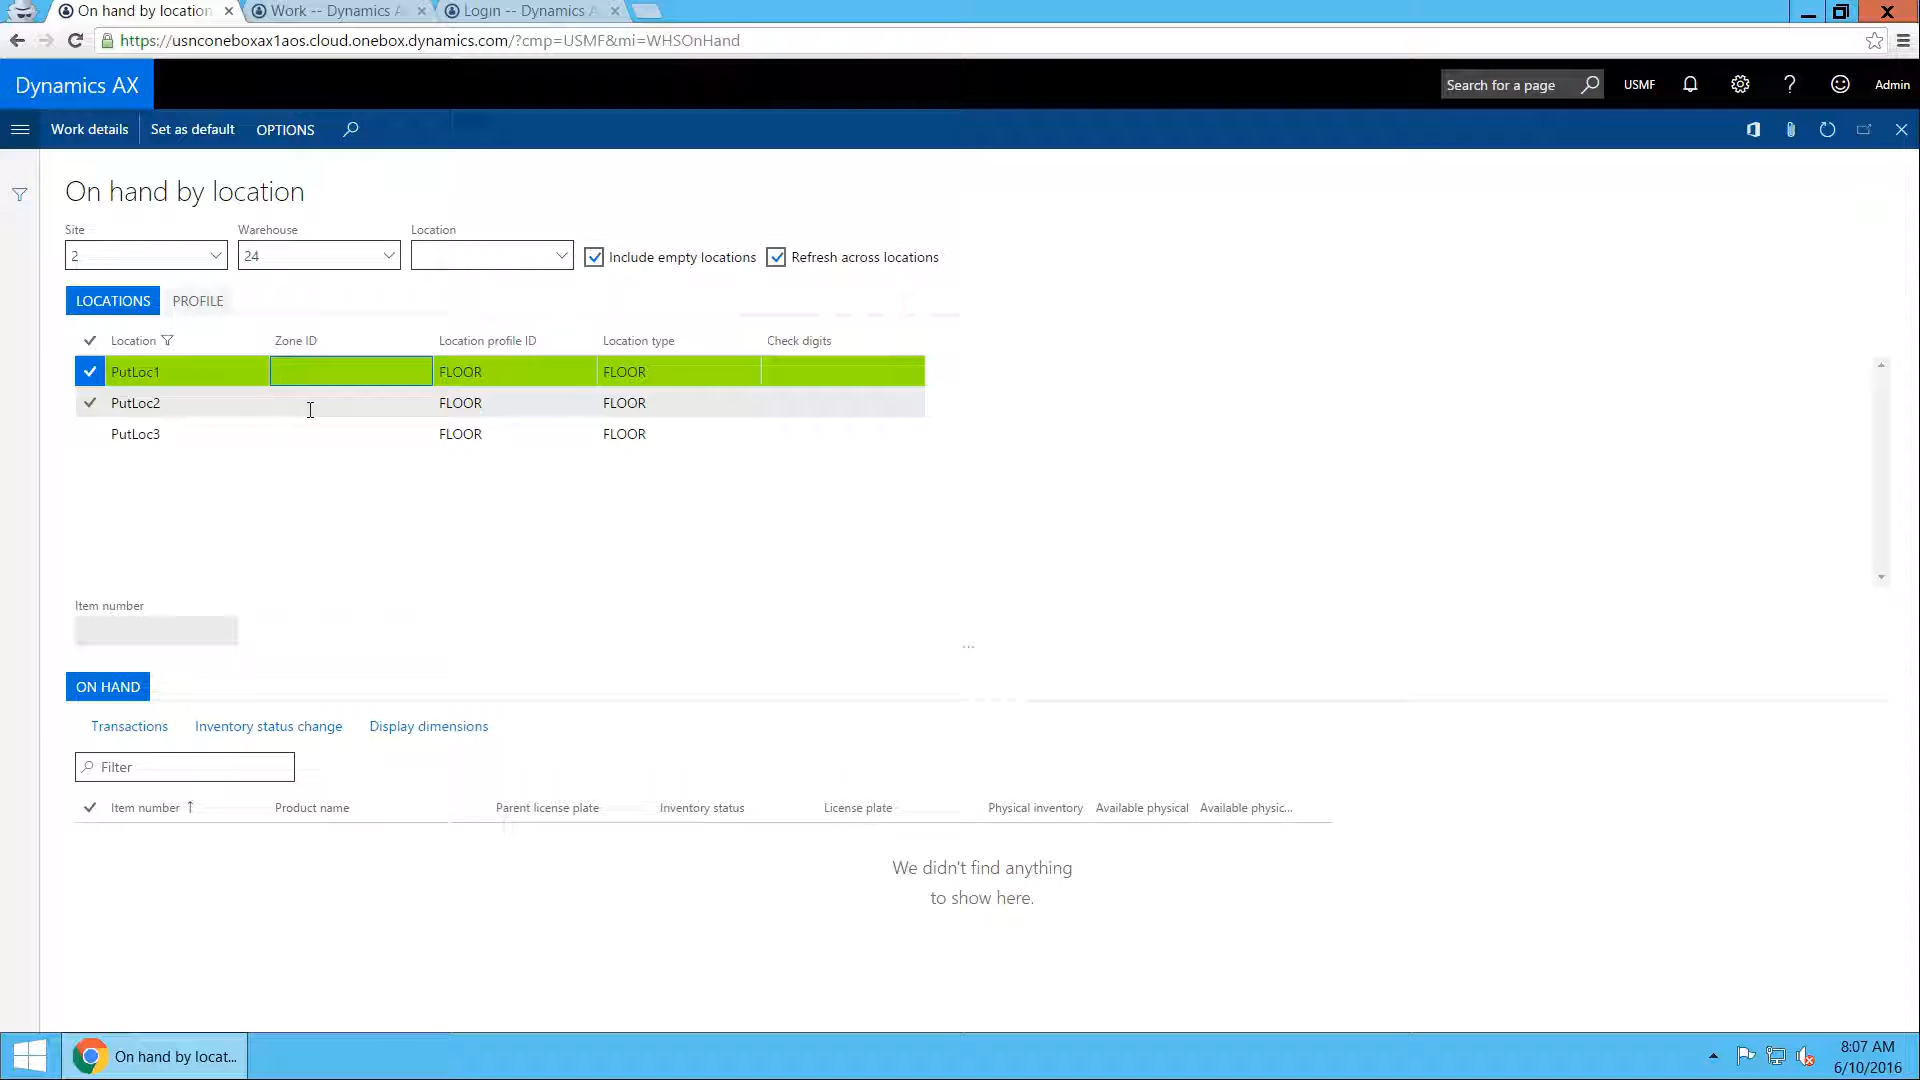 On hand by location
Work -- Dynamics A
Login -- Dynamics A
https://usnconeboxax1aos.cloud.onebox.dynamics.com/?cmp=USMF&mi=WHSOnHand
Dynamics AX
Search for a page
USMF
Admin
Work details
Set as default
OPTIONS
On hand by location
Site
Warehouse
Location
2
24
Include empty locations
Refresh across locations
LOCATIONS
PROFILE
Location
Zone ID
Location profile ID
Location type
Check digits
PutLoc1
FLOOR
FLOOR
PutLoc2
FLOOR
FLOOR
PutLoc3
FLOOR
FLOOR
Item number
...
ON HAND
Transactions
Inventory status change
Display dimensions
Filter
Item number
Product name
Parent license plate
Inventory status
License plate
Physical inventory
Available physical
Available physic...
We didn't find anything
to show here.
On hand by locat...
8:07 AM
6/10/2016